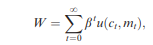 W = \sum_{t=0}^{\infty} \beta^t u(c_t, m_t),